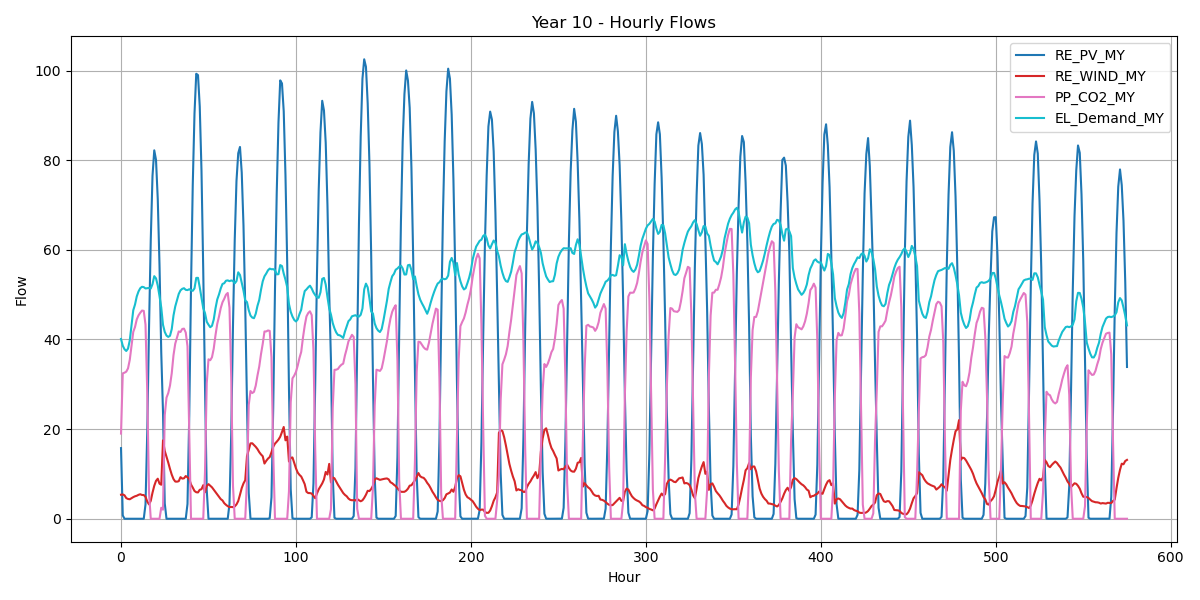 Year 10 - Hourly Flows
RE_PV_MY
RE_WIND_MY
PP_CO2_MY
EL_Demand_MY
Flow
100
80
60
40
20
0
0 100 200 300 400 500 600
Hour